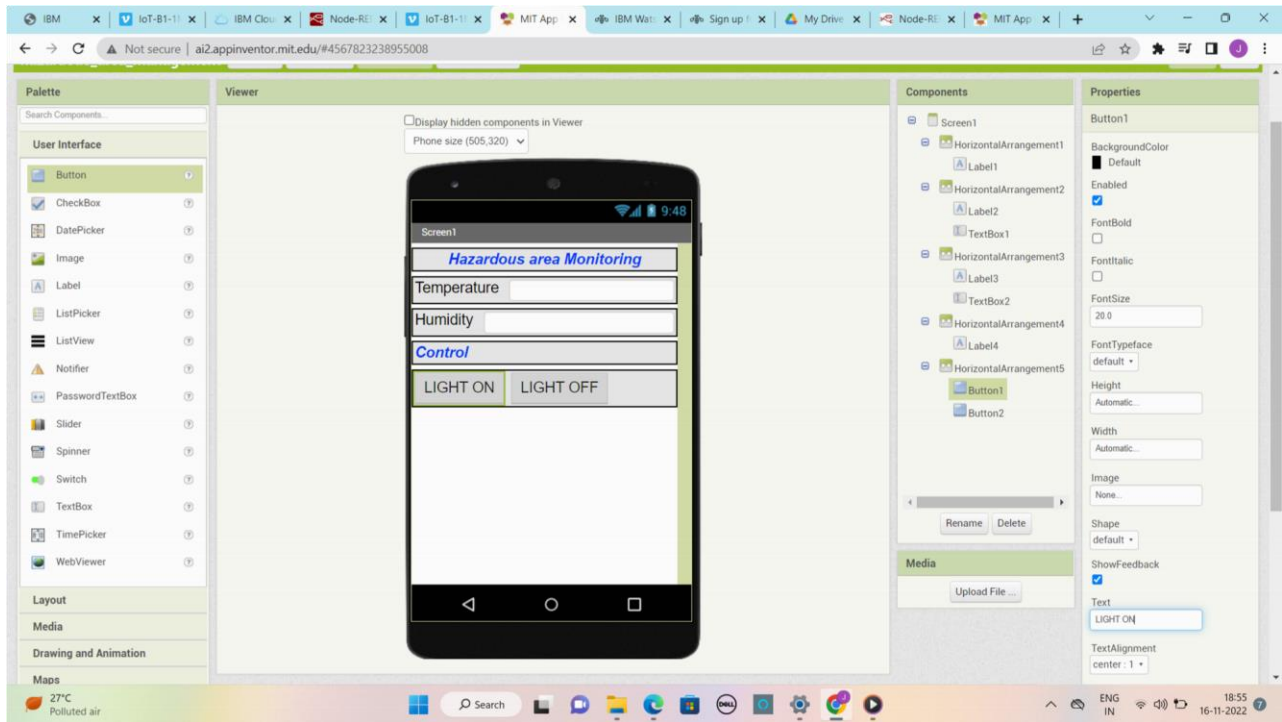 IBM
IoT-B1-1
IBM Clou
Node-RE
IoT-B1-1
MIT App
IBM Wats
Sign up
My Drive
Node-RE
MIT App
Not secure | ai2.appinventor.mit.edu/#4567823238955008
Palette
Search Components...
User Interface
Button
CheckBox
DatePicker
Image
Label
ListPicker
ListView
Notifier
PasswordTextBox
Slider
Spinner
Switch
TextBox
TimePicker
WebViewer
Layout
Media
Drawing and Animation
Maps
Viewer
Display hidden components in Viewer
Phone size (505,320)
9:48
Screen1
Hazardous area Monitoring
Temperature
Humidity
Control
LIGHT ON LIGHT OFF
Components
Screen1
HorizontalArrangement1
Label1
HorizontalArrangement2
Label2
TextBox1
HorizontalArrangement3
Label3
TextBox2
HorizontalArrangement4
Label4
HorizontalArrangement5
Button1
Button2
Rename Delete
Media
Upload File ...
Properties
Button1
BackgroundColor
Default
Enabled
FontBold
FontItalic
FontSize
20.0
FontTypeface
default
Height
Automatic...
Width
Automatic...
Image
None...
Shape
default
ShowFeedback
Text
LIGHT ON
TextAlignment
center : 1
27°C
Polluted air
Search
DELL
ENG
IN
18:55
16-11-2022
7
J